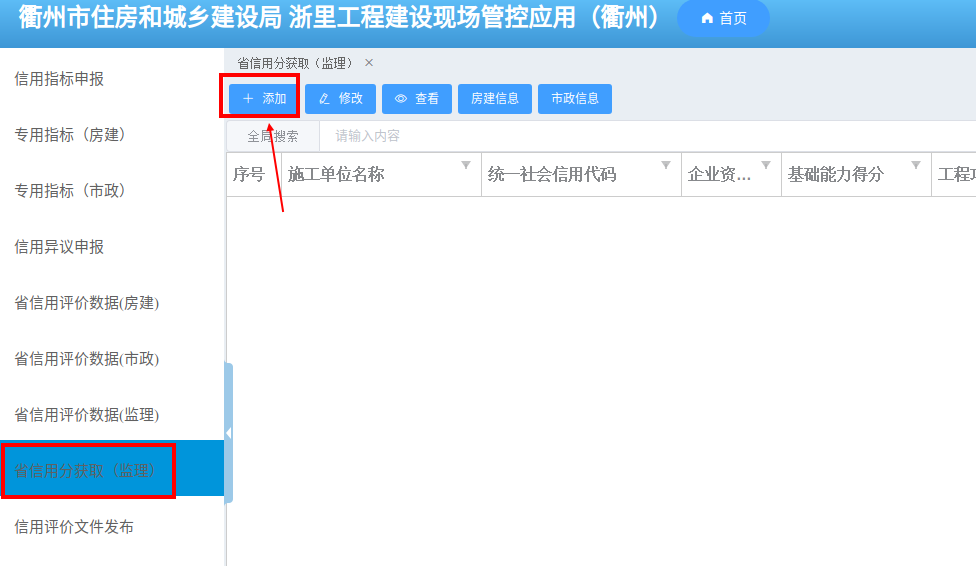 衢州市住房和城乡建设局 浙里工程建设现场管控应用（衢州） 首页
省信用分获取（监理） ×
添加 修改 查看 房建信息 市政信息
全局搜索 请输入内容
序号 施工单位名称 统一社会信用代码 企业资... 基础能力得分 工程项
信用指标申报
专用指标（房建）
专用指标（市政）
信用异议申报
省信用评价数据(房建)
省信用评价数据(市政)
省信用评价数据(监理)
省信用分获取（监理）
信用评价文件发布